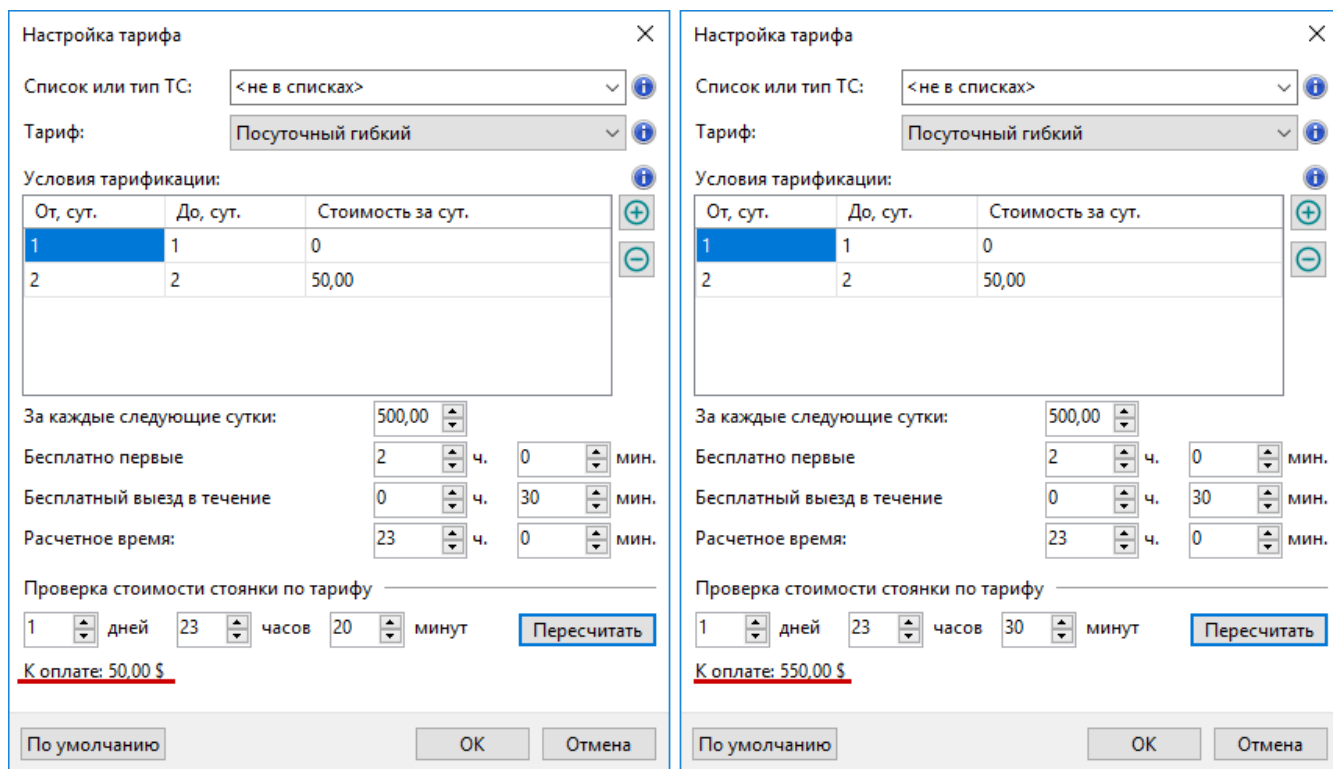 Настройка тарифа
Список или тип ТС: <не в списках>
Тариф: Посуточный гибкий
Условия тарификации:
От, сут. До, сут. Стоимость за сут.
1 1 0
2 2 50,00
За каждые следующие сутки: 500,00
Бесплатно первые 2 ч. 0 мин.
Бесплатный выезд в течение 0 ч. 30 мин.
Расчетное время: 23 ч. 0 мин.
Проверка стоимости стоянки по тарифу
1 дней 23 часов 20 минут Пересчитать
К оплате: 50,00 $
По умолчанию OK Отмена
Настройка тарифа
Список или тип ТС: <не в списках>
Тариф: Посуточный гибкий
Условия тарификации:
От, сут. До, сут. Стоимость за сут.
1 1 0
2 2 50,00
За каждые следующие сутки: 500,00
Бесплатно первые 2 ч. 0 мин.
Бесплатный выезд в течение 0 ч. 30 мин.
Расчетное время: 23 ч. 0 мин.
Проверка стоимости стоянки по тарифу
1 дней 23 часов 30 минут Пересчитать
К оплате: 550,00 $
По умолчанию OK Отмена